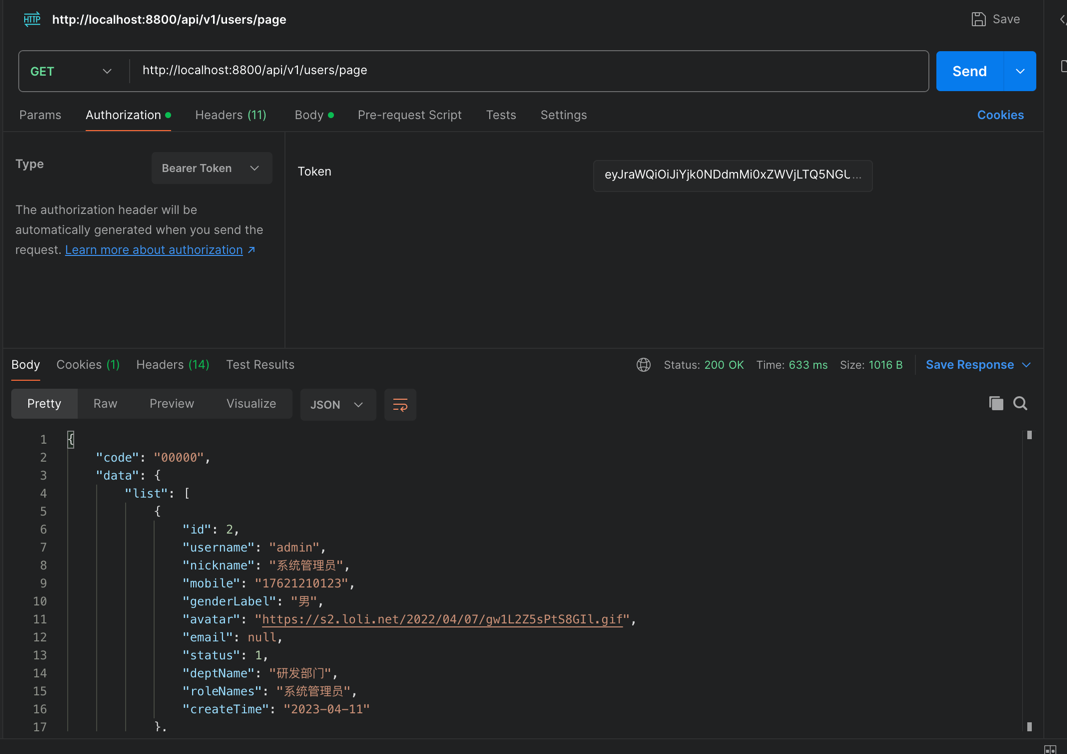 HTTP http://localhost:8800/api/v1/users/page Save
GET http://localhost:8800/api/v1/users/page Send
Params Authorization Headers (11) Body Pre-request Script Tests Settings Cookies
Type Bearer Token
The authorization header will be
automatically generated when you send the
request. Learn more about authorization ↗
Token eyJraWQiOiJiYjk0NDdmMi0xZWVjLTQ5NGU...
Body Cookies (1) Headers (14) Test Results Status: 200 OK Time: 633 ms Size: 1016 B Save Response
Pretty Raw Preview Visualize JSON
1 {
2 "code": "00000",
3 "data": {
4 "list": [
5 {
6 "id": 2,
7 "username": "admin",
8 "nickname": "系统管理员",
9 "mobile": "17621210123",
10 "genderLabel": "男",
11 "avatar": "https://s2.loli.net/2022/04/07/gw1L2Z5sPtS8GIl.gif",
12 "email": null,
13 "status": 1,
14 "deptName": "研发部门",
15 "roleNames": "系统管理员",
16 "createTime": "2023-04-11"
17 },